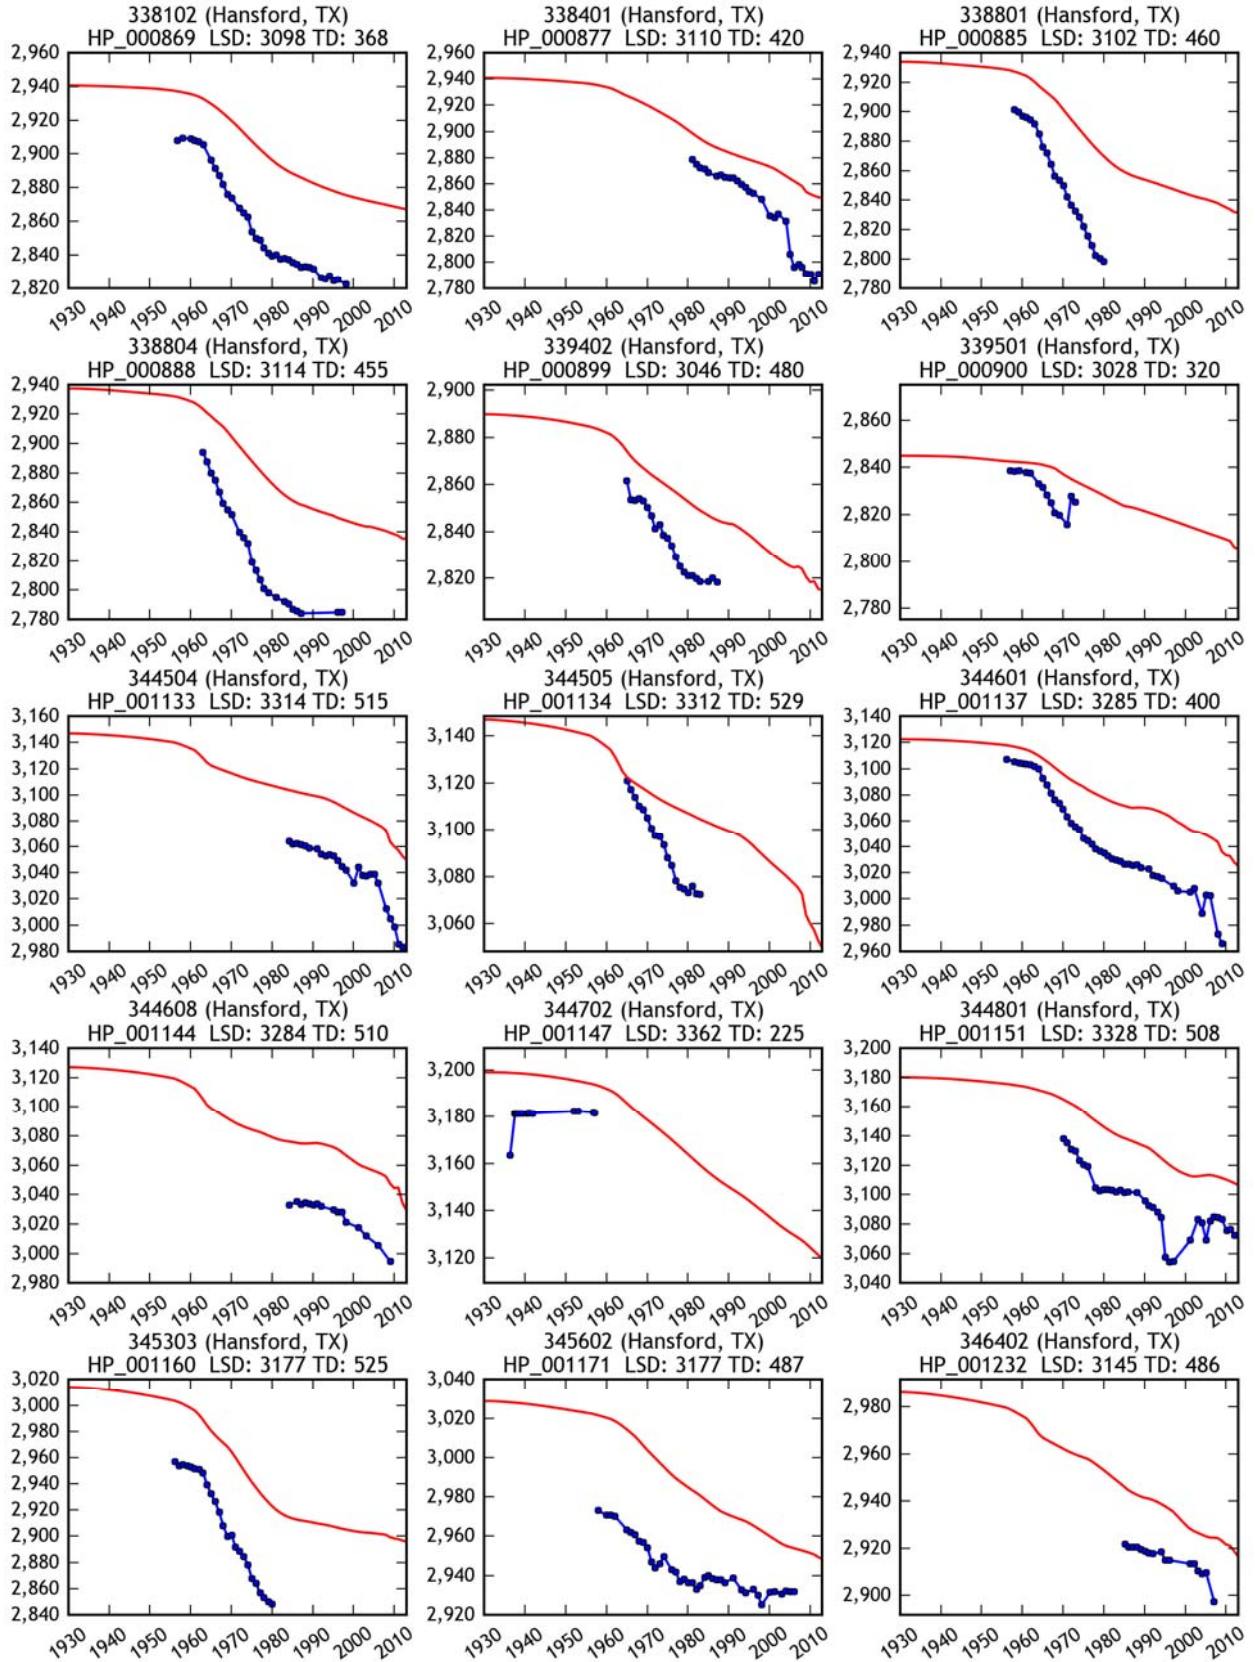 338102 (Hansford, TX)
HP_000869 LSD: 3098 TD: 368
2,960
2,940
2,920
2,900
2,880
2,860
2,840
2,820
1930 1940 1950 1960 1970 1980 1990 2000 2010
338401 (Hansford, TX)
HP_000877 LSD: 3110 TD: 420
2,960
2,940
2,920
2,900
2,880
2,860
2,840
2,820
2,800
2,780
1930 1940 1950 1960 1970 1980 1990 2000 2010
338801 (Hansford, TX)
HP_000885 LSD: 3102 TD: 460
2,940
2,920
2,900
2,880
2,860
2,840
2,820
2,800
2,780
1930 1940 1950 1960 1970 1980 1990 2000 2010
338804 (Hansford, TX)
HP_000888 LSD: 3114 TD: 455
2,940
2,920
2,900
2,880
2,860
2,840
2,820
2,800
2,780
1930 1940 1950 1960 1970 1980 1990 2000 2010
339402 (Hansford, TX)
HP_000899 LSD: 3046 TD: 480
2,900
2,880
2,860
2,840
2,820
1930 1940 1950 1960 1970 1980 1990 2000 2010
339501 (Hansford, TX)
HP_000900 LSD: 3028 TD: 320
2,860
2,840
2,820
2,800
2,780
1930 1940 1950 1960 1970 1980 1990 2000 2010
344504 (Hansford, TX)
HP_001133 LSD: 3314 TD: 515
3,160
3,140
3,120
3,100
3,080
3,060
3,040
3,020
3,000
2,980
1930 1940 1950 1960 1970 1980 1990 2000 2010
344505 (Hansford, TX)
HP_001134 LSD: 3312 TD: 529
3,140
3,120
3,100
3,080
3,060
1930 1940 1950 1960 1970 1980 1990 2000 2010
344601 (Hansford, TX)
HP_001137 LSD: 3285 TD: 400
3,140
3,120
3,100
3,080
3,060
3,040
3,020
3,000
2,980
2,960
1930 1940 1950 1960 1970 1980 1990 2000 2010
344608 (Hansford, TX)
HP_001144 LSD: 3284 TD: 510
3,140
3,120
3,100
3,080
3,060
3,040
3,020
3,000
2,980
1930 1940 1950 1960 1970 1980 1990 2000 2010
344702 (Hansford, TX)
HP_001147 LSD: 3362 TD: 225
3,200
3,180
3,160
3,140
3,120
1930 1940 1950 1960 1970 1980 1990 2000 2010
344801 (Hansford, TX)
HP_001151 LSD: 3328 TD: 508
3,200
3,180
3,160
3,140
3,120
3,100
3,080
3,060
3,040
1930 1940 1950 1960 1970 1980 1990 2000 2010
345303 (Hansford, TX)
HP_001160 LSD: 3177 TD: 525
3,020
3,000
2,980
2,960
2,940
2,920
2,900
2,880
2,860
2,840
1930 1940 1950 1960 1970 1980 1990 2000 2010
345602 (Hansford, TX)
HP_001171 LSD: 3177 TD: 487
3,040
3,020
3,000
2,980
2,960
2,940
2,920
1930 1940 1950 1960 1970 1980 1990 2000 2010
346402 (Hansford, TX)
HP_001232 LSD: 3145 TD: 486
2,980
2,960
2,940
2,920
2,900
1930 1940 1950 1960 1970 1980 1990 2000 2010